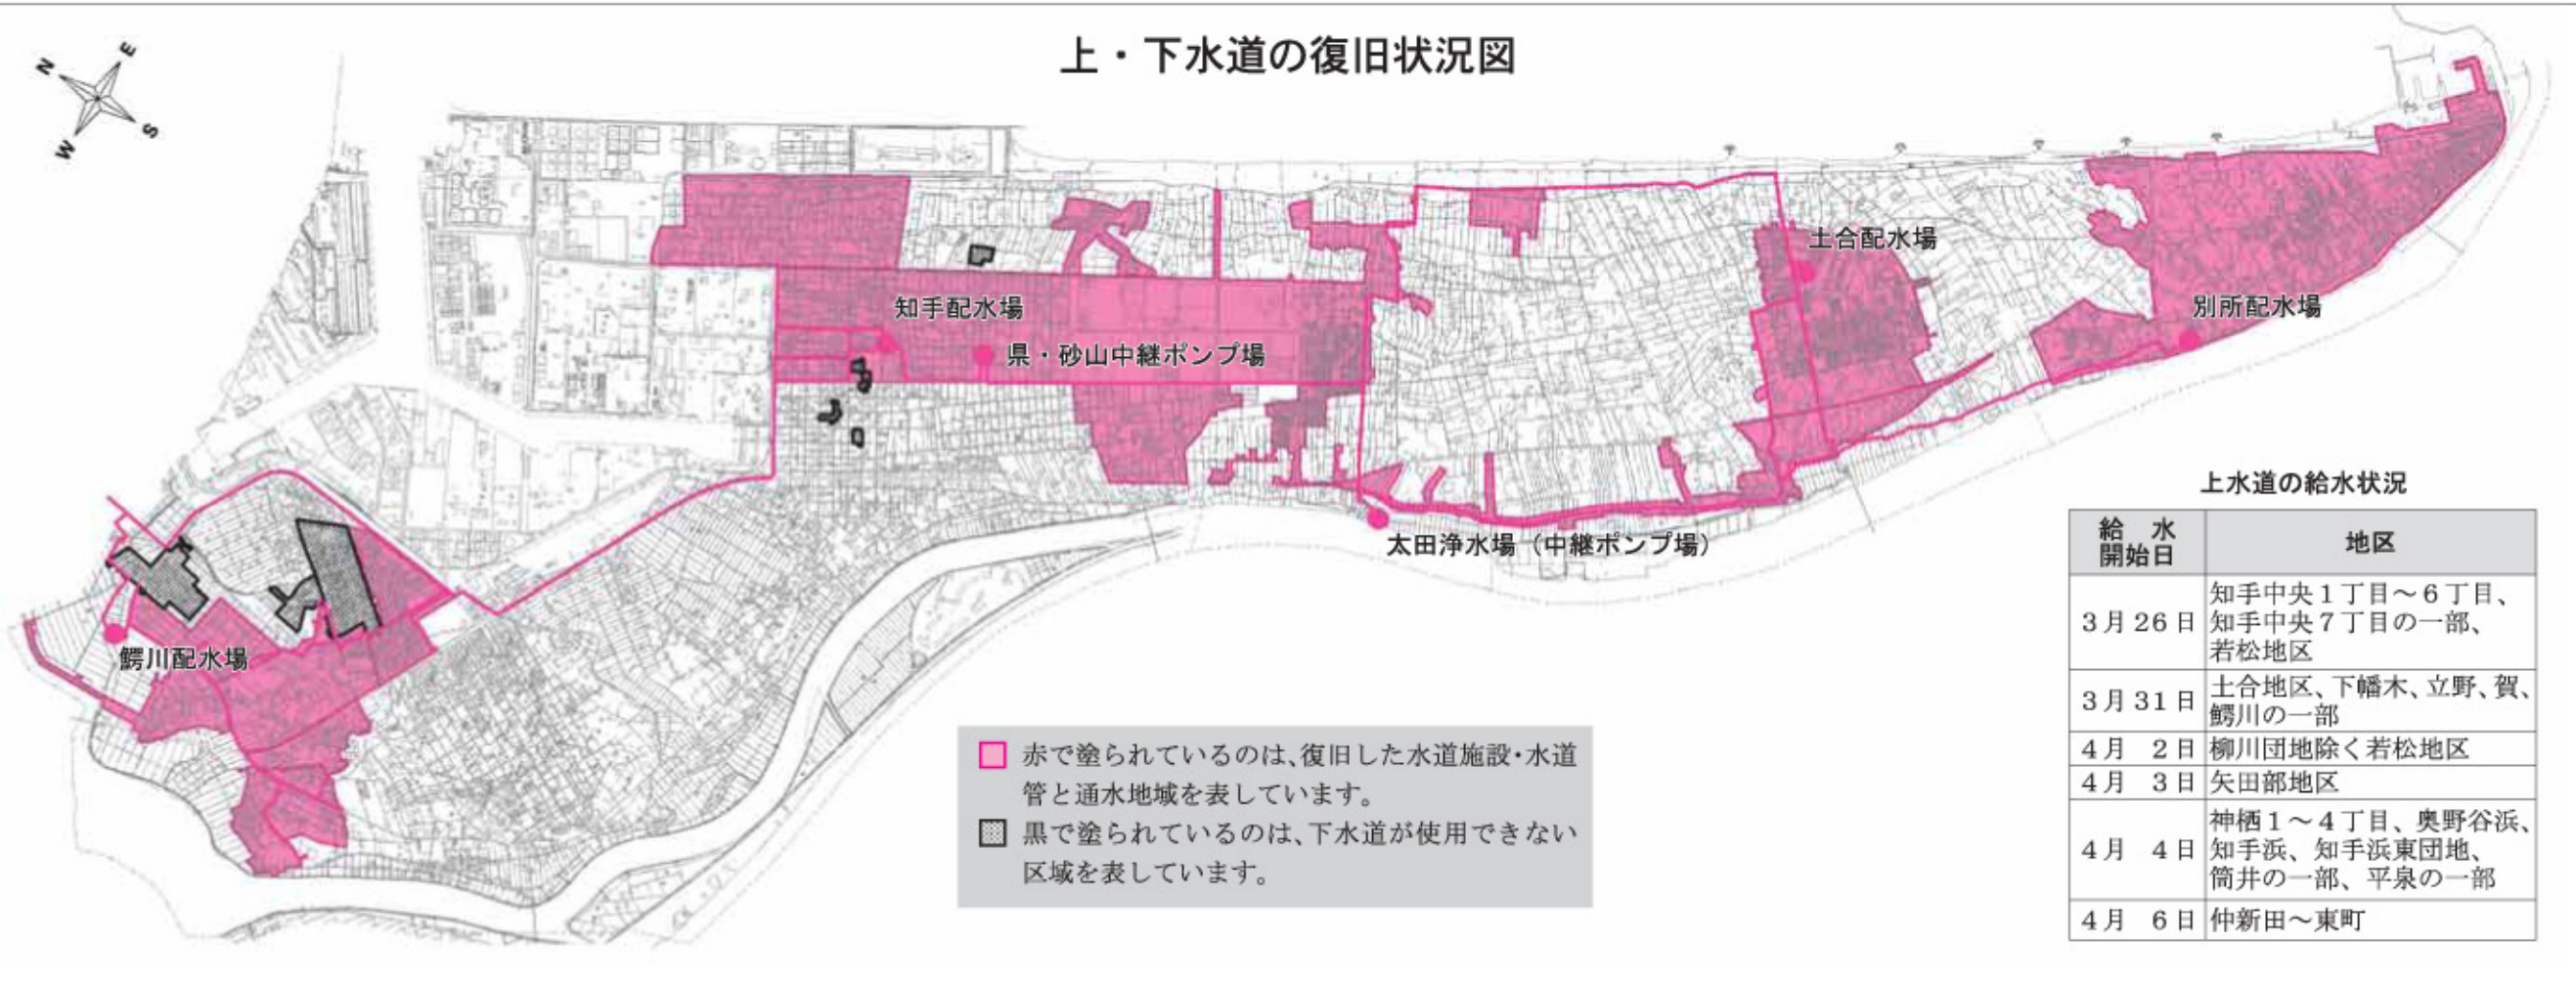 上・下水道の復旧状況図
N
E
W
S
土合配水場
知手配水場
別所配水場
県・砂山中継ポンプ場
太田浄水場（中継ポンプ場）
鰐川配水場
赤で塗られているのは、復旧した水道施設・水道
管と通水地域を表しています。
黒で塗られているのは、下水道が使用できない
区域を表しています。
上水道の給水状況
給　水
開始日
地区
3月26日
知手中央１丁目～６丁目、
知手中央７丁目の一部、
若松地区
3月31日
土合地区、下幡木、立野、賀、
鰐川の一部
4月　2日
柳川団地除く若松地区
4月　3日
矢田部地区
4月　4日
神栖１～４丁目、奥野谷浜、
知手浜、知手浜東団地、
筒井の一部、平泉の一部
4月　6日
仲新田～東町